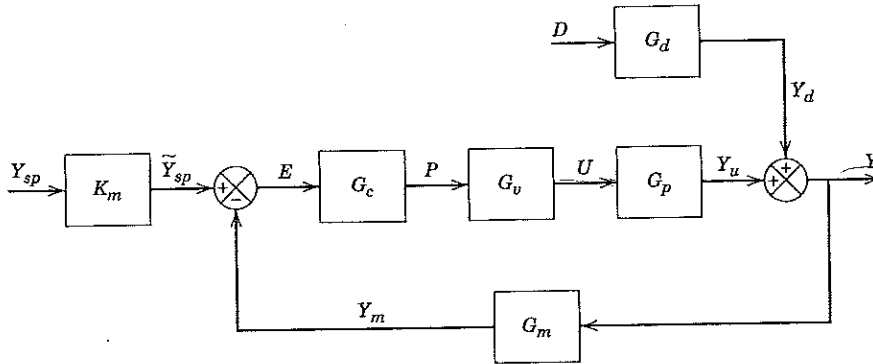 D
G_d
Y_d
Y_sp
K_m
Ỹ_sp
+
−
E
G_c
P
G_v
U
G_p
Y_u
+
+
Y
Y_m
G_m